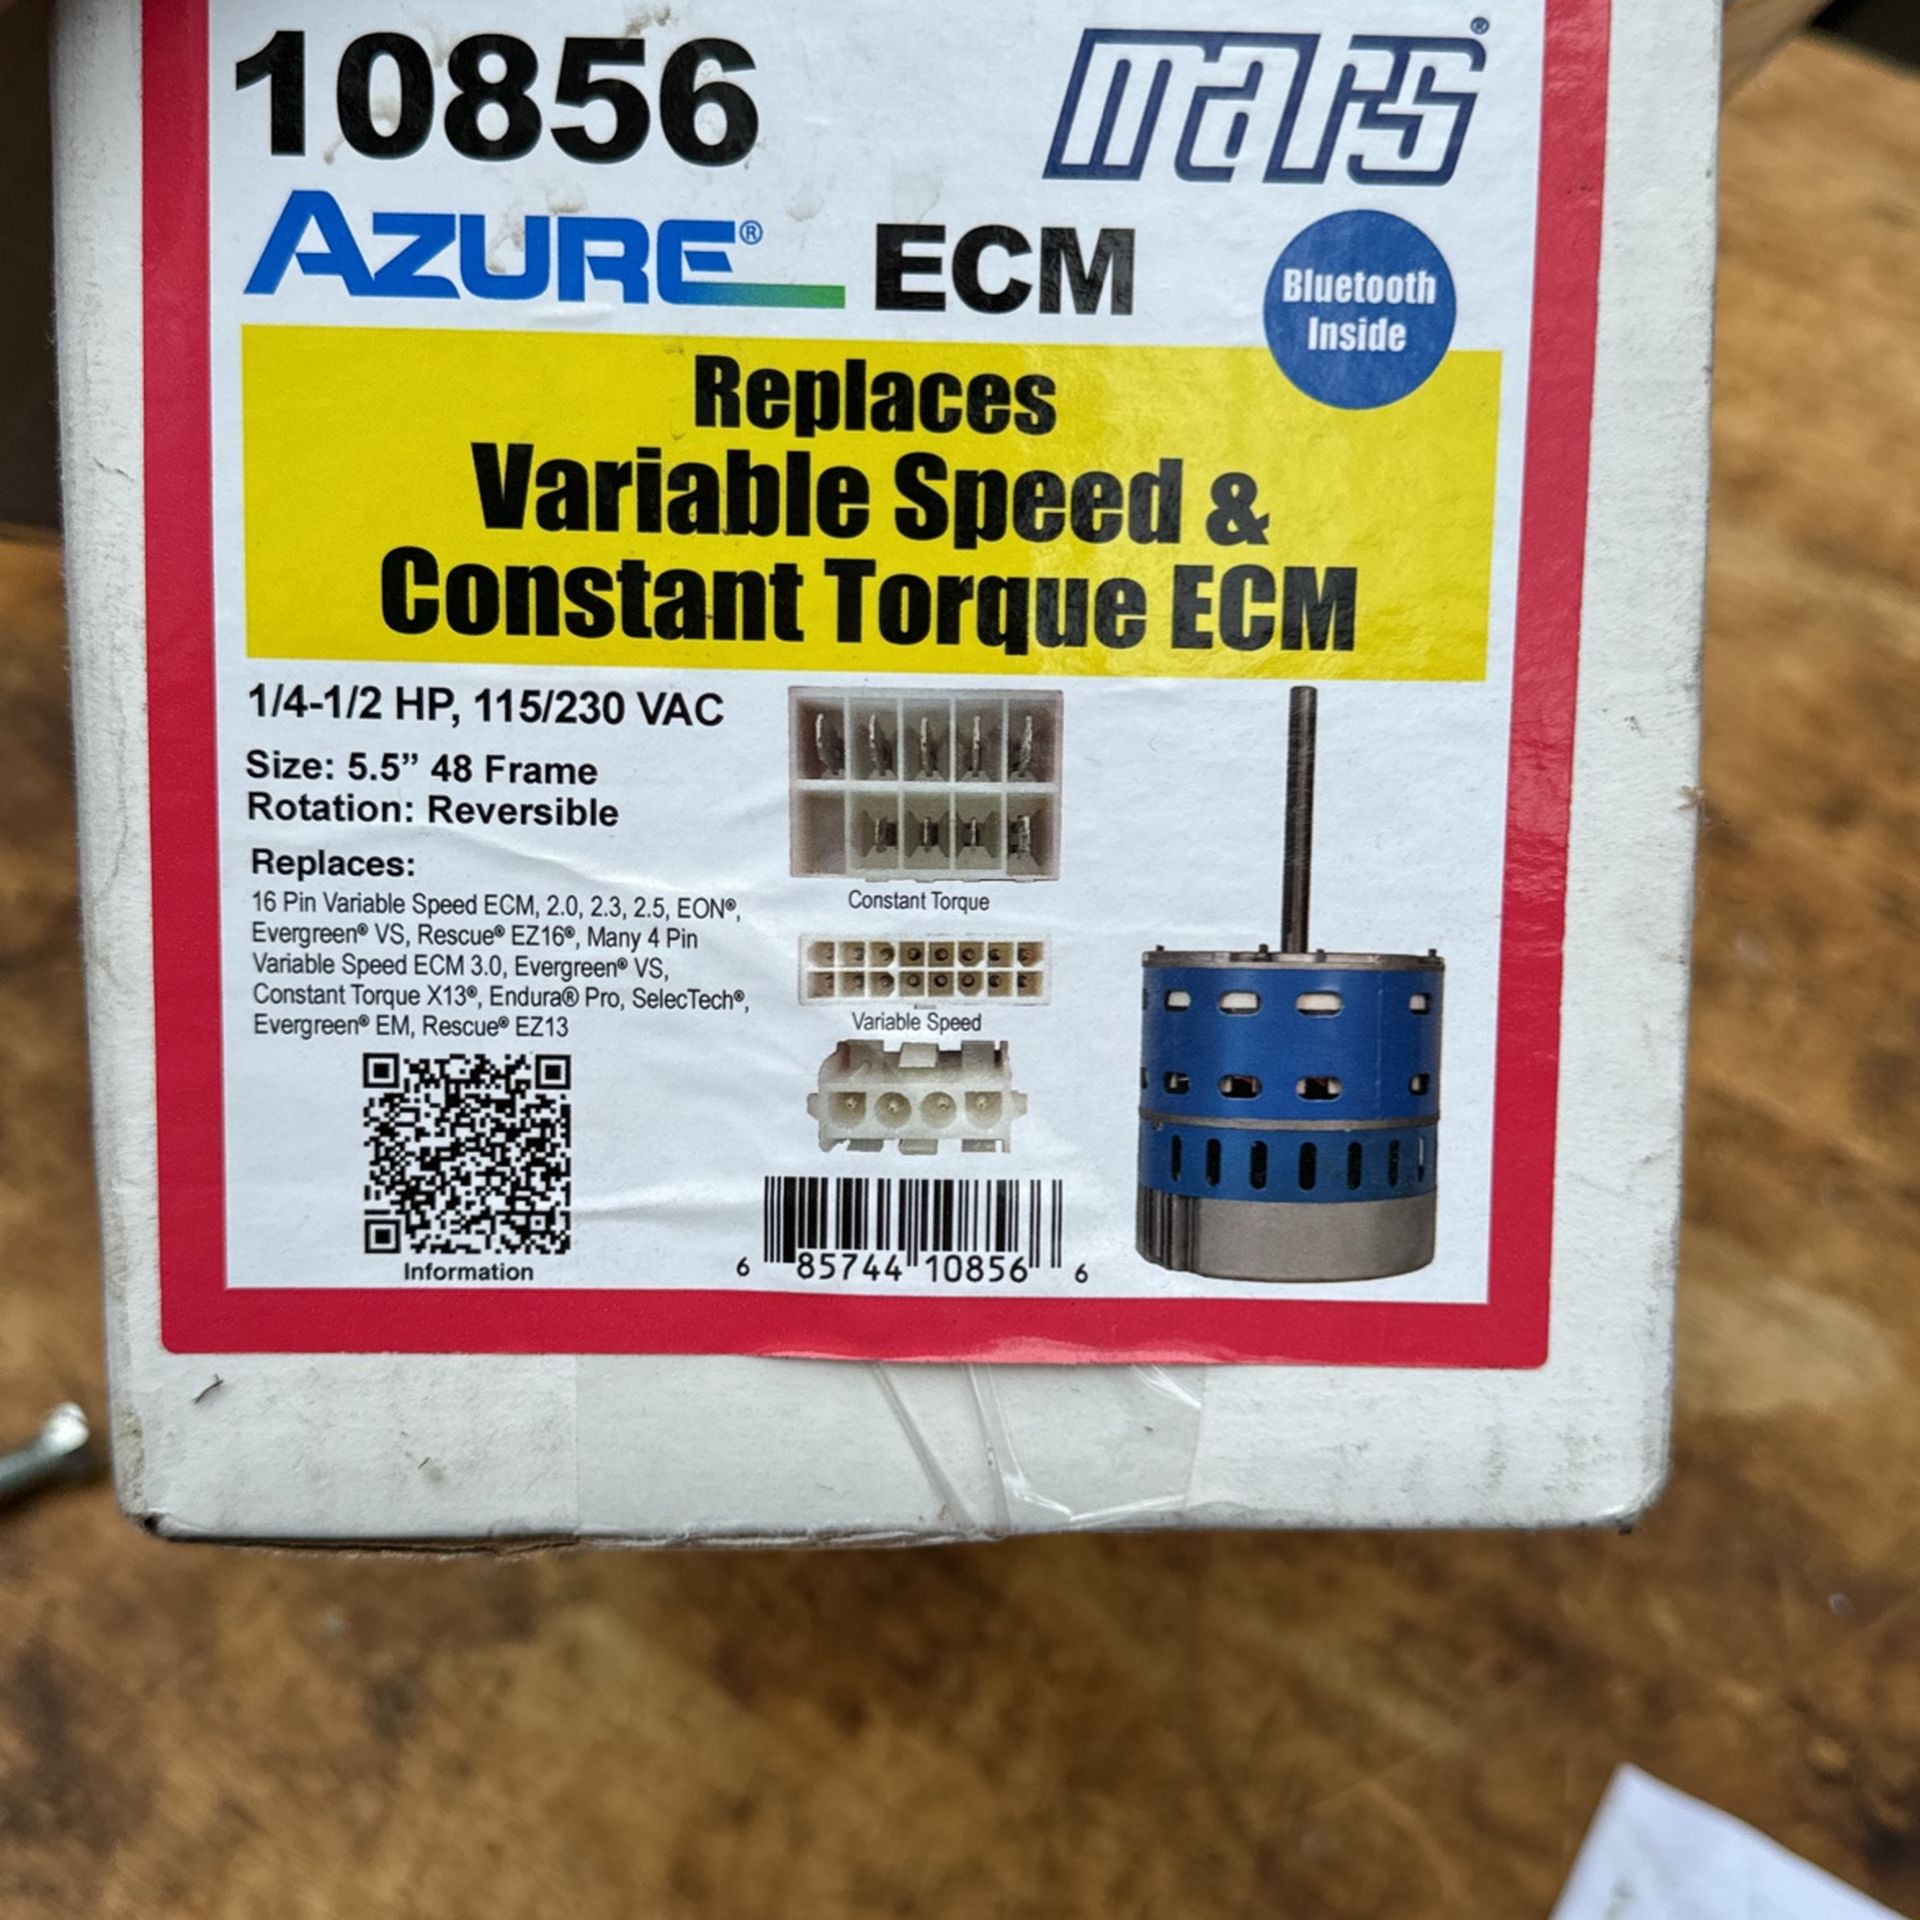 10856
mars®
AZURE® ECM
Bluetooth
Inside
Replaces
Variable Speed &
Constant Torque ECM
1/4-1/2 HP, 115/230 VAC
Size: 5.5” 48 Frame
Rotation: Reversible
Replaces:
16 Pin Variable Speed ECM, 2.0, 2.3, 2.5, EON®,
Evergreen® VS, Rescue® EZ16®, Many 4 Pin
Variable Speed ECM 3.0, Evergreen® VS,
Constant Torque X13®, Endura® Pro, SelecTech®,
Evergreen® EM, Rescue® EZ13
Information
Constant Torque
Variable Speed
6 85744 10856 6